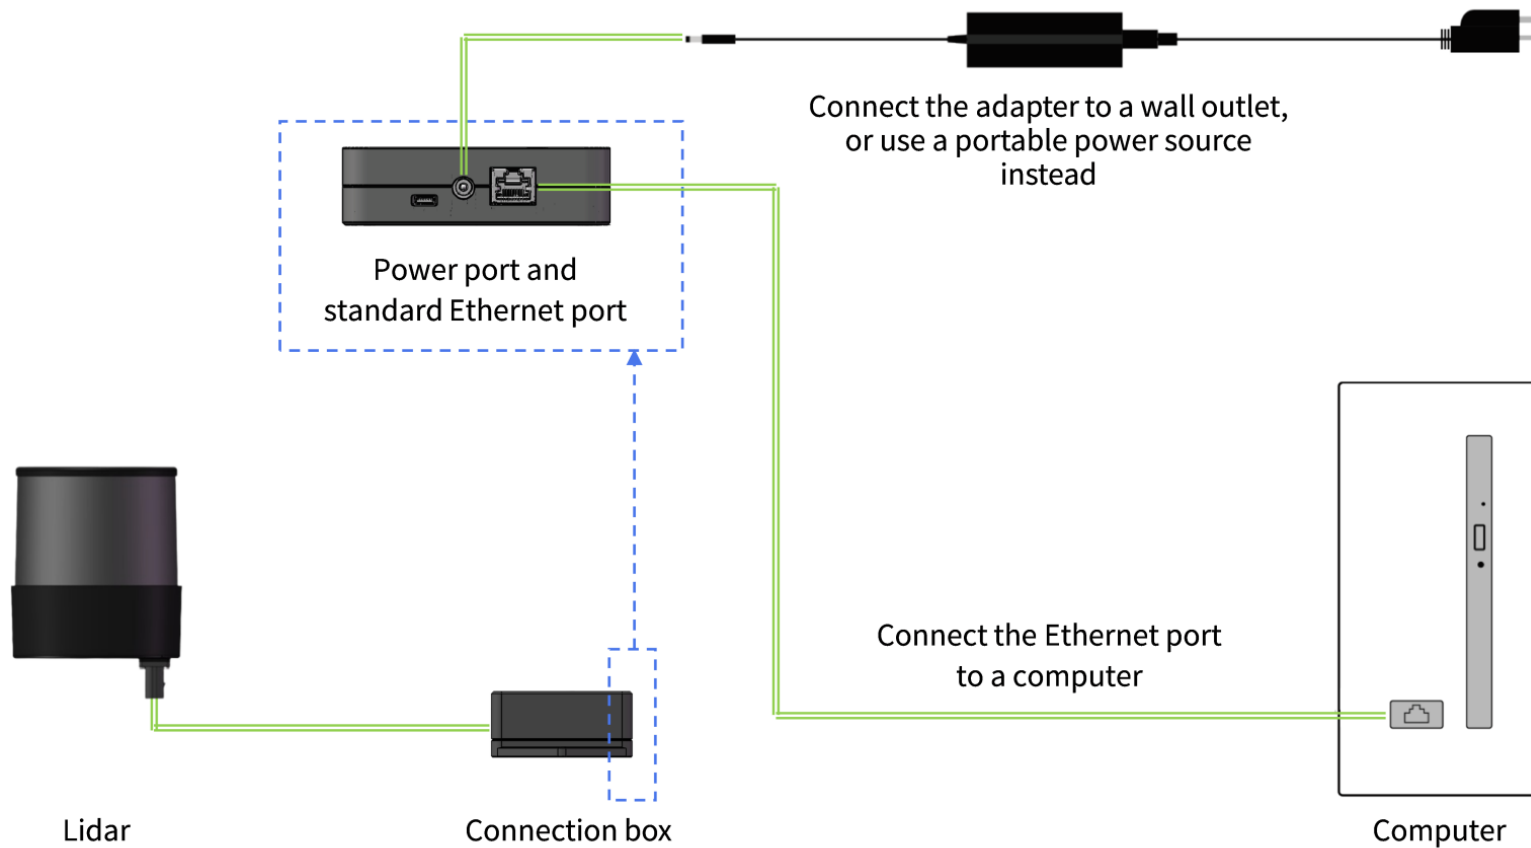 Connect the adapter to a wall outlet,
or use a portable power source
instead
Power port and
standard Ethernet port
Connect the Ethernet port
to a computer
Lidar
Connection box
Computer